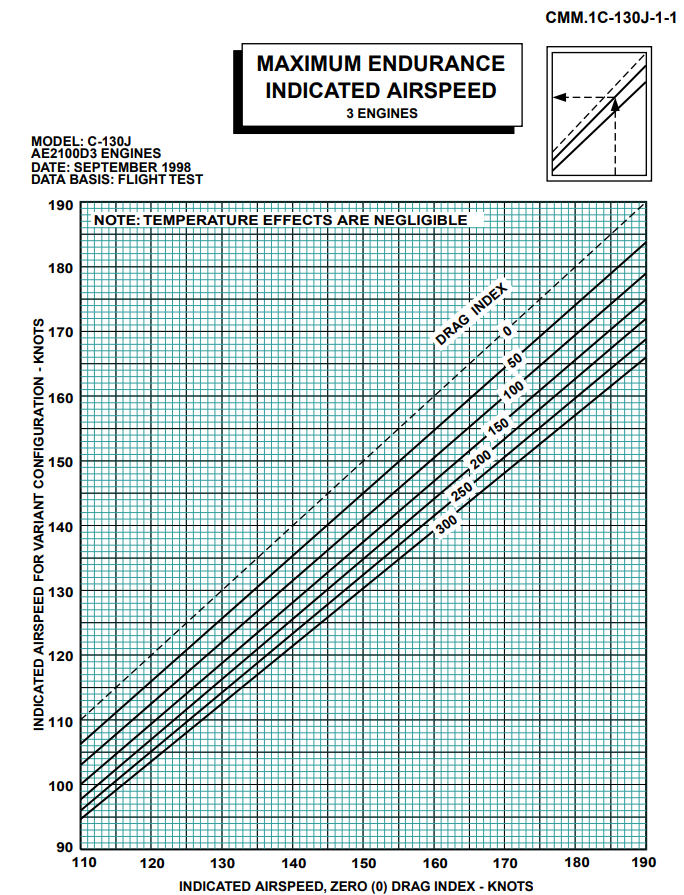 CMM.1C-130J-1-1
MAXIMUM ENDURANCE
INDICATED AIRSPEED
3 ENGINES
MODEL: C-130J
AE2100D3 ENGINES
DATE: SEPTEMBER 1998
DATA BASIS: FLIGHT TEST
NOTE: TEMPERATURE EFFECTS ARE NEGLIGIBLE
INDICATED AIRSPEED FOR VARIANT CONFIGURATION - KNOTS
190
180
170
160
150
140
130
120
110
100
90
DRAG INDEX
0
50
100
150
200
250
300
110 120 130 140 150 160 170 180 190
INDICATED AIRSPEED, ZERO (0) DRAG INDEX - KNOTS